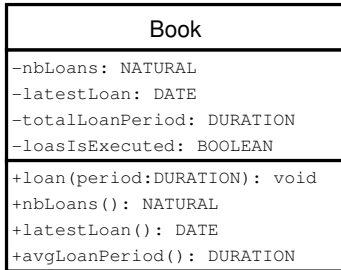 Book
-nbLoans: NATURAL
-latestLoan: DATE
-totalLoanPeriod: DURATION
-loasIsExecuted: BOOLEAN
+loan(period:DURATION): void
+nbLoans(): NATURAL
+latestLoan(): DATE
+avgLoanPeriod(): DURATION